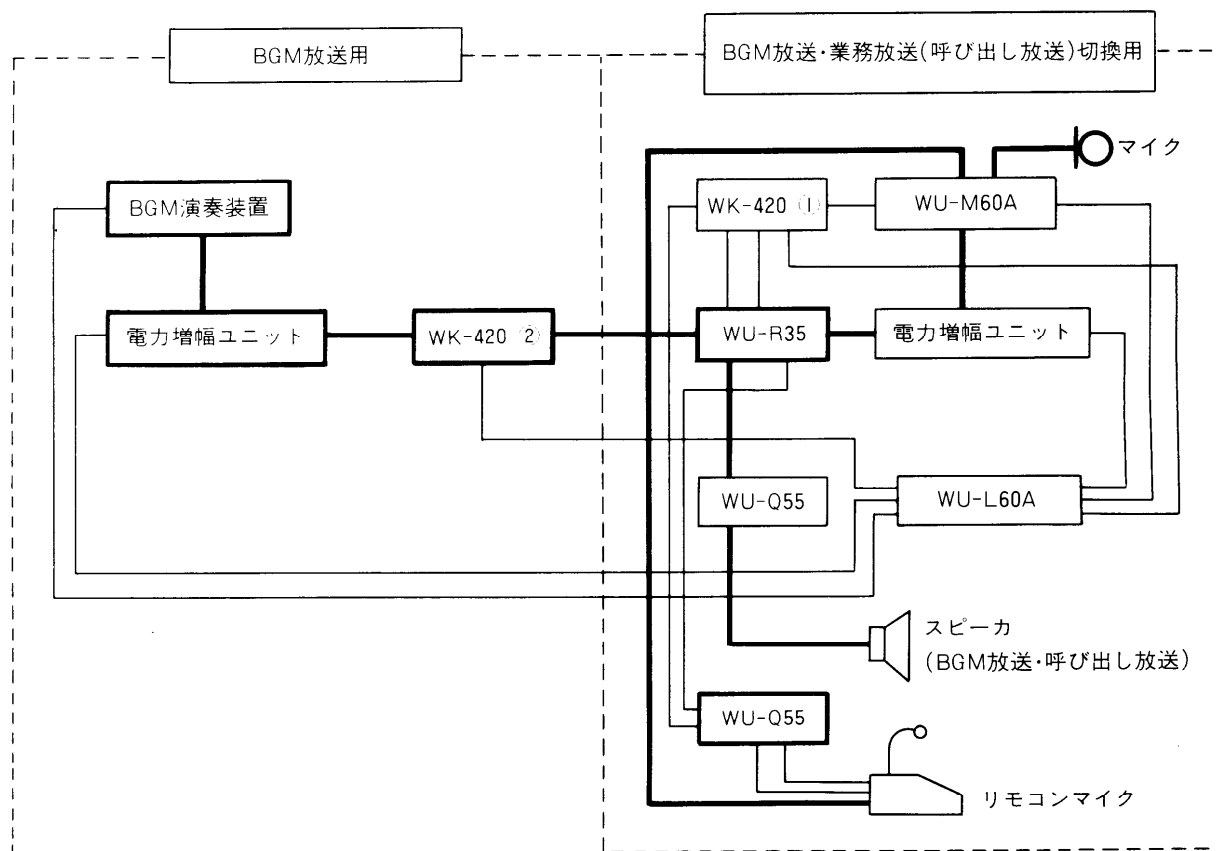 BGM放送用
BGM放送・業務放送(呼び出し放送)切換用
マイク
BGM演奏装置
WK-420 ①
WU-M60A
電力増幅ユニット
WK-420 ②
WU-R35
電力増幅ユニット
WU-Q55
WU-L60A
スピーカ
(BGM放送・呼び出し放送)
WU-Q55
リモコンマイク